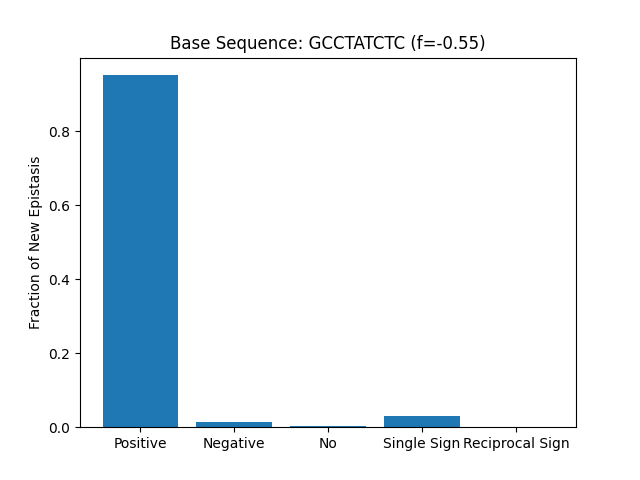 Base Sequence: GCCTATCTC (f=-0.55)
Fraction of New Epistasis
0.8
0.6
0.4
0.2
0.0
Positive Negative No Single Sign Reciprocal Sign